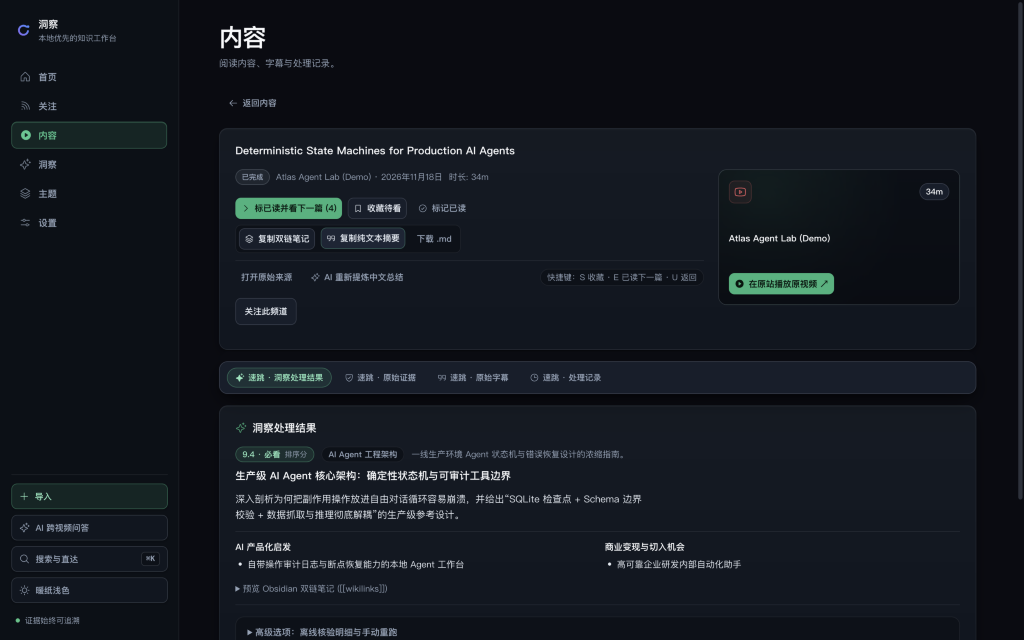 洞察
本地优先的知识工作台
首页
关注
内容
洞察
主题
设置
导入
AI 跨视频问答
搜索与直达 ⌘K
暖纸浅色
证据始终可追溯
内容
阅读内容、字幕与处理记录。
← 返回内容
Deterministic State Machines for Production AI Agents
已完成 Atlas Agent Lab (Demo) · 2026年11月18日 时长: 34m
标已读并看下一篇 (4) 收藏待看 标记已读
复制双链笔记 复制纯文本摘要 下载 .md
打开原始来源 AI 重新提炼中文总结 快捷键：S 收藏 · E 已读下一篇 · U 返回
关注此频道
34m
Atlas Agent Lab (Demo)
在原站播放原视频 ↗
速跳 · 洞察处理结果 速跳 · 原始证据 速跳 · 原始字幕 速跳 · 处理记录
洞察处理结果
9.4 · 必看 排序分 AI Agent 工程架构 一线生产环境 Agent 状态机与错误恢复设计的浓缩指南。
生产级 AI Agent 核心架构：确定性状态机与可审计工具边界
深入剖析为何把副作用操作放进自由对话循环容易崩溃，并给出“SQLite 检查点 + Schema 边界
校验 + 数据抓取与推理彻底解耦”的生产级参考设计。
AI 产品化启发
• 自带操作审计日志与断点恢复能力的本地 Agent 工作台
商业变现与切入机会
• 高可靠企业研发内部自动化助手
▶ 预览 Obsidian 双链笔记 ([[wikilinks]])
▶ 高级选项：离线核验明细与手动重跑